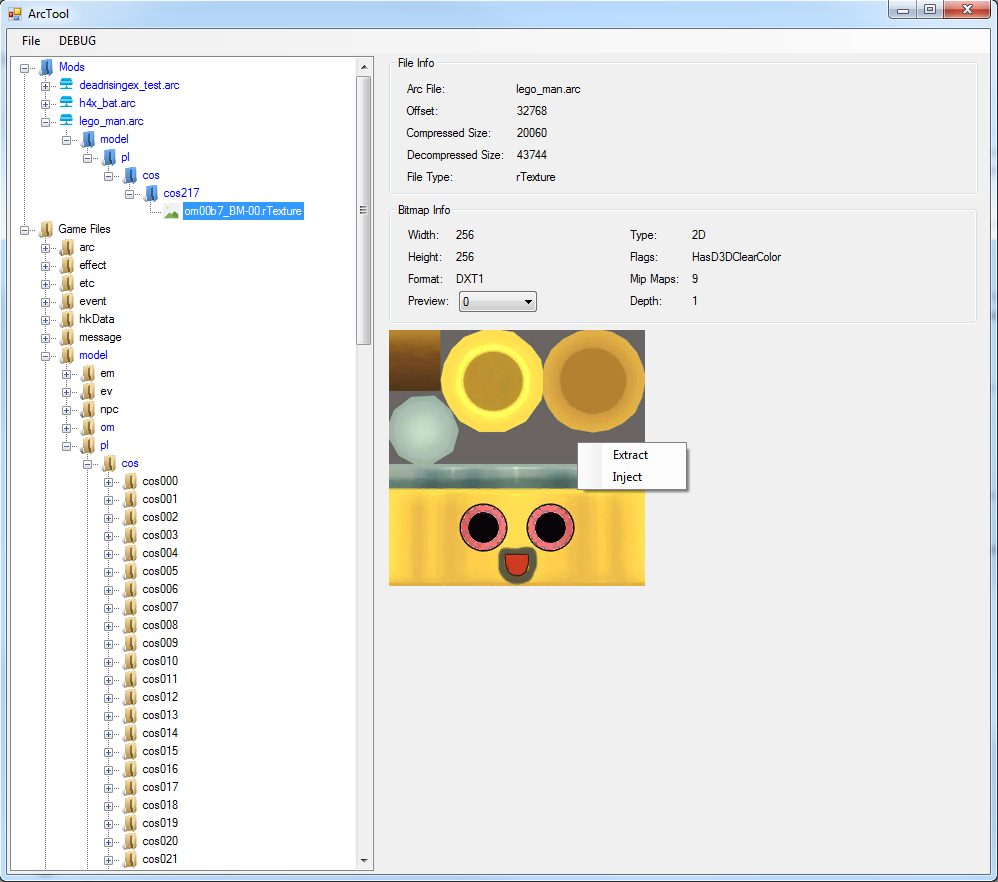 ArcTool
File DEBUG
Mods
deadrisingex_test.arc
h4x_bat.arc
lego_man.arc
model
pl
cos
cos217
om00b7_BM-00.rTexture
Game Files
arc
effect
etc
event
hkData
message
model
em
ev
npc
om
pl
cos
cos000
cos001
cos002
cos003
cos004
cos005
cos006
cos007
cos008
cos009
cos010
cos011
cos012
cos013
cos014
cos015
cos016
cos017
cos018
cos019
cos020
cos021
File Info
Arc File: lego_man.arc
Offset: 32768
Compressed Size: 20060
Decompressed Size: 43744
File Type: rTexture
Bitmap Info
Width: 256 Type: 2D
Height: 256 Flags: HasD3DClearColor
Format: DXT1 Mip Maps: 9
Preview: 0 Depth: 1
Extract
Inject